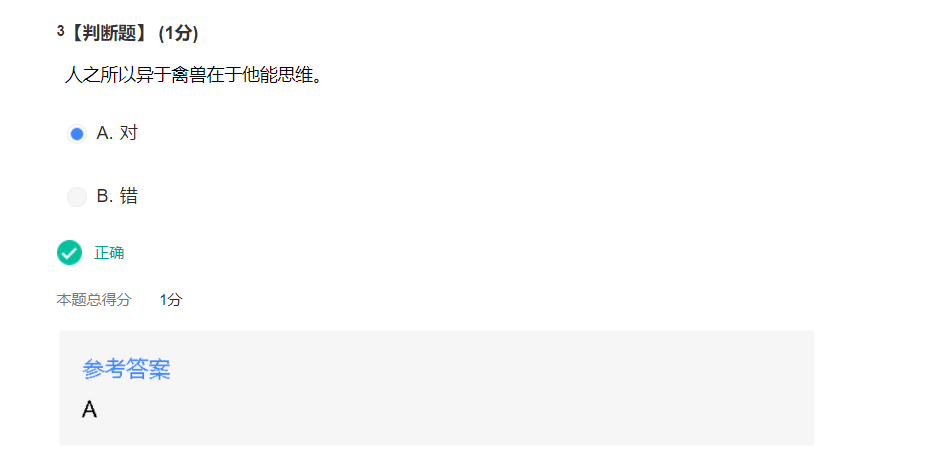 3【判断题】 (1分)
人之所以异于禽兽在于他能思维。
A. 对
B. 错
正确
本题总得分 1分
参考答案
A